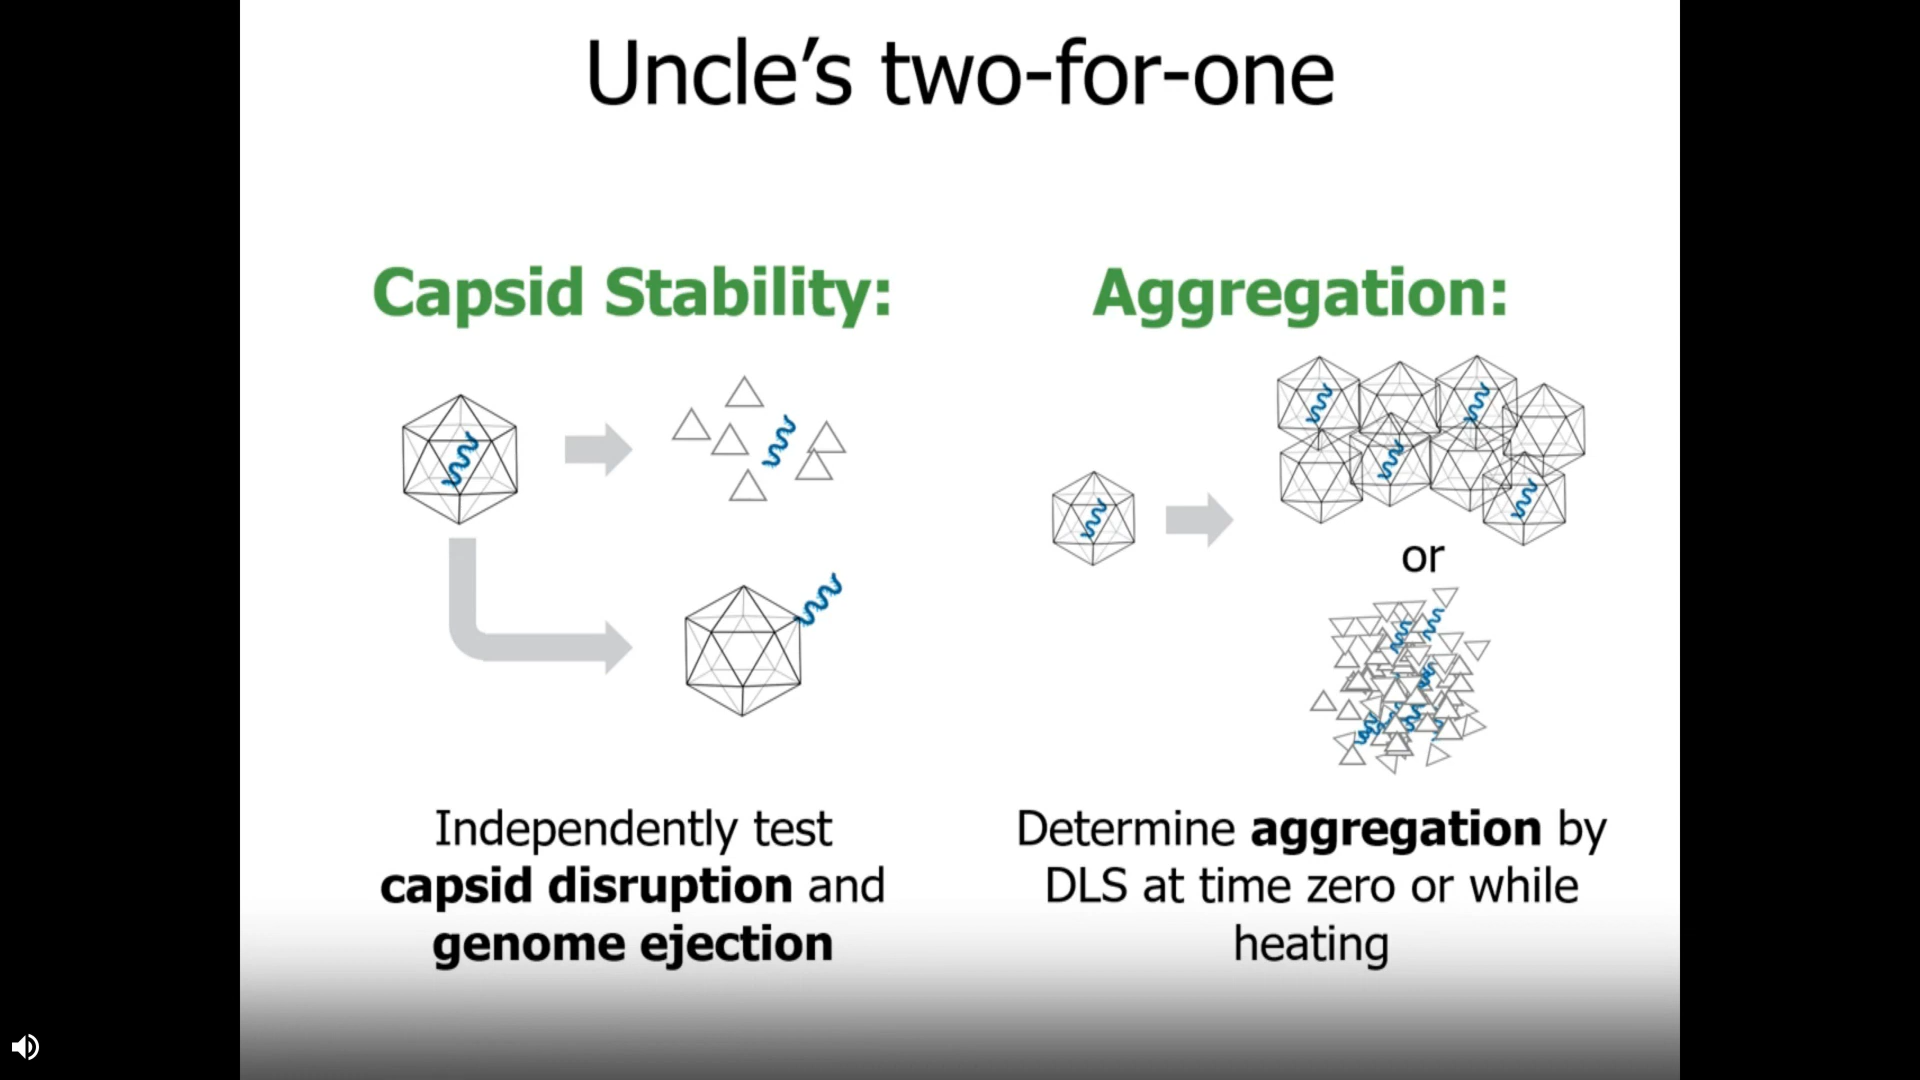 Uncle’s two-for-one
Capsid Stability:
Independently test
capsid disruption and
genome ejection
Aggregation:
or
Determine aggregation by
DLS at time zero or while
heating